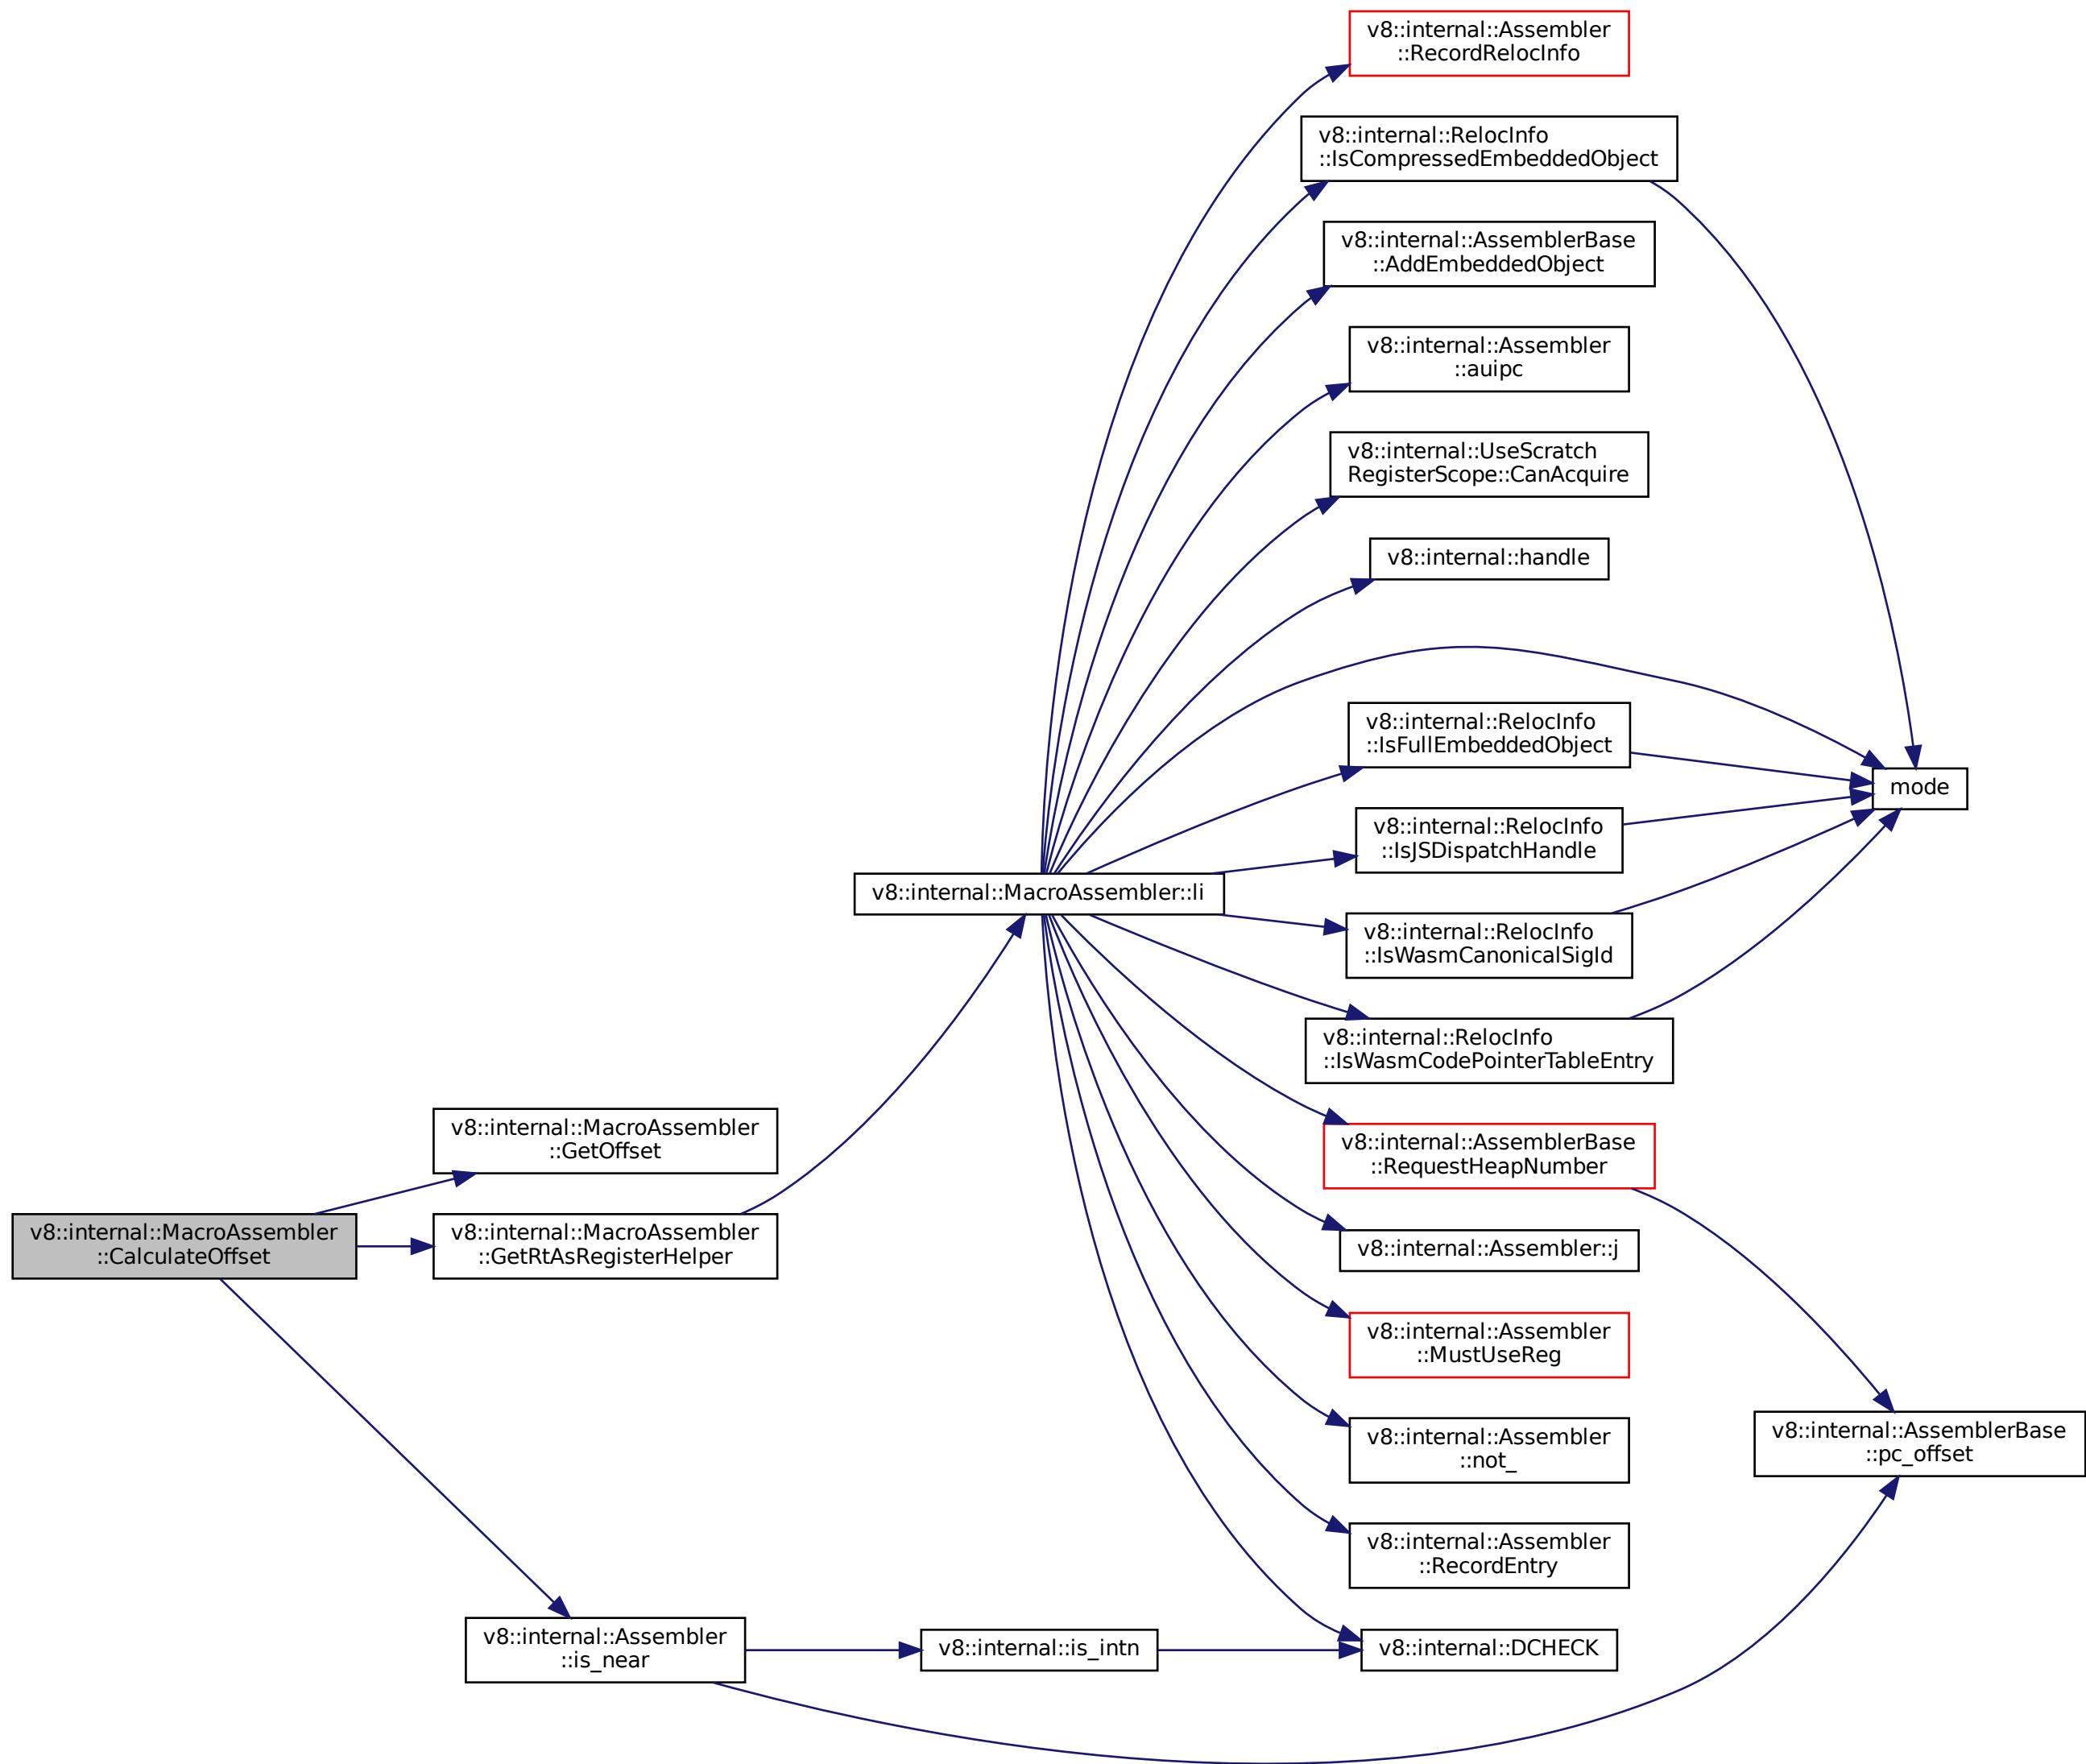 v8::internal::Assembler
::RecordRelocInfo
v8::internal::RelocInfo
::IsCompressedEmbeddedObject
v8::internal::AssemblerBase
::AddEmbeddedObject
v8::internal::Assembler
::auipc
v8::internal::UseScratch
RegisterScope::CanAcquire
v8::internal::handle
v8::internal::RelocInfo
::IsFullEmbeddedObject
mode
v8::internal::RelocInfo
::IsJSDispatchHandle
v8::internal::MacroAssembler::li
v8::internal::RelocInfo
::IsWasmCanonicalSigId
v8::internal::RelocInfo
::IsWasmCodePointerTableEntry
v8::internal::MacroAssembler
::GetOffset
v8::internal::AssemblerBase
::RequestHeapNumber
v8::internal::MacroAssembler
::CalculateOffset
v8::internal::MacroAssembler
::GetRtAsRegisterHelper
v8::internal::Assembler::j
v8::internal::Assembler
::MustUseReg
v8::internal::Assembler
::not_
v8::internal::AssemblerBase
::pc_offset
v8::internal::Assembler
::RecordEntry
v8::internal::Assembler
::is_near
v8::internal::is_intn
v8::internal::DCHECK